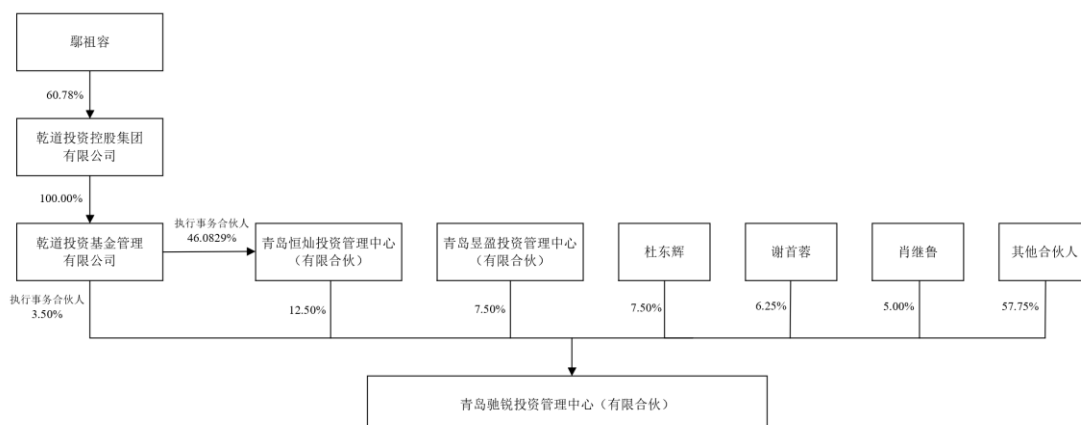 鄢祖容
60.78%
乾道投资控股集团
有限公司
100.00%
执行事务合伙人
46.0829%
乾道投资基金管理
有限公司
青岛恒灿投资管理中心
（有限合伙）
青岛昱盈投资管理中心
（有限合伙）
杜东辉
谢首蓉
肖继鲁
其他合伙人
执行事务合伙人
3.50%
12.50%
7.50%
7.50%
6.25%
5.00%
57.75%
青岛驰锐投资管理中心（有限合伙）